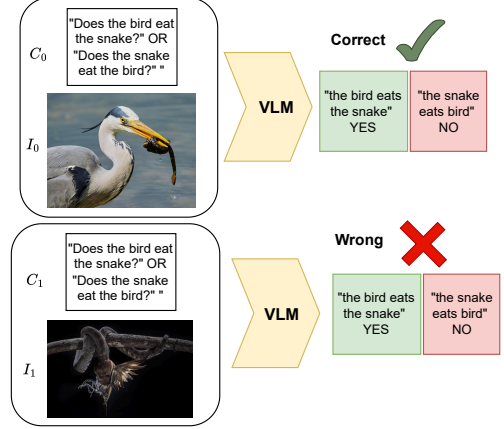 "Does the bird eat
the snake?" OR
"Does the snake
eat the bird?" "
C₀
I₀
VLM
Correct
"the bird eats
the snake"
YES
"the snake
eats bird"
NO
"Does the bird eat
the snake?" OR
"Does the snake
eat the bird?" "
C₁
I₁
VLM
Wrong
"the bird eats
the snake"
YES
"the snake
eats bird"
NO